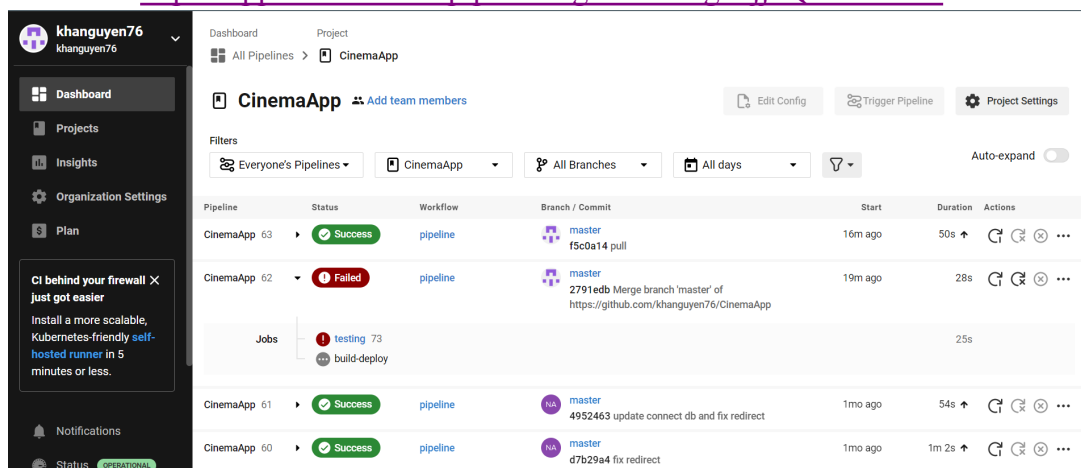 khanguyen76
khanguyen76
Dashboard
Projects
Insights
Organization Settings
Plan
CI behind your firewall
just got easier
Install a more scalable,
Kubernetes-friendly self-
hosted runner in 5
minutes or less.
Notifications
Status OPERATIONAL
Dashboard Project
All Pipelines > CinemaApp
CinemaApp Add team members
Edit Config Trigger Pipeline Project Settings
Filters
Everyone's Pipelines CinemaApp All Branches All days
Auto-expand
Pipeline Status Workflow Branch / Commit Start Duration Actions
CinemaApp 63 Success pipeline master 16m ago 50s
f5c0a14 pull
CinemaApp 62 Failed pipeline master 19m ago 28s
2791edb Merge branch 'master' of
https://github.com/khanguyen76/CinemaApp
Jobs testing 73 25s
build-deploy
CinemaApp 61 Success pipeline NA master 1mo ago 54s
4952463 update connect db and fix redirect
CinemaApp 60 Success pipeline NA master 1mo ago 1m 2s
d7b29a4 fix redirect